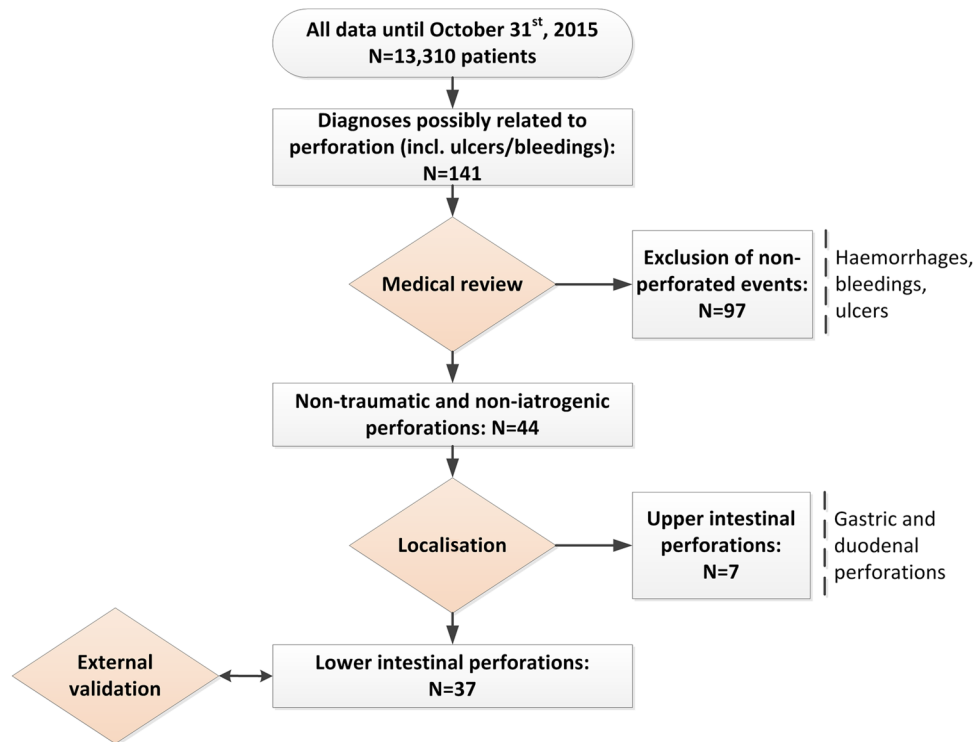 All data until October 31st, 2015
N=13,310 patients
Diagnoses possibly related to
perforation (incl. ulcers/bleedings):
N=141
Medical review
Exclusion of non-
perforated events:
N=97
Haemorrhages,
bleedings,
ulcers
Non-traumatic and non-iatrogenic
perforations: N=44
Localisation
Upper intestinal
perforations:
N=7
Gastric and
duodenal
perforations
External
validation
Lower intestinal perforations:
N=37